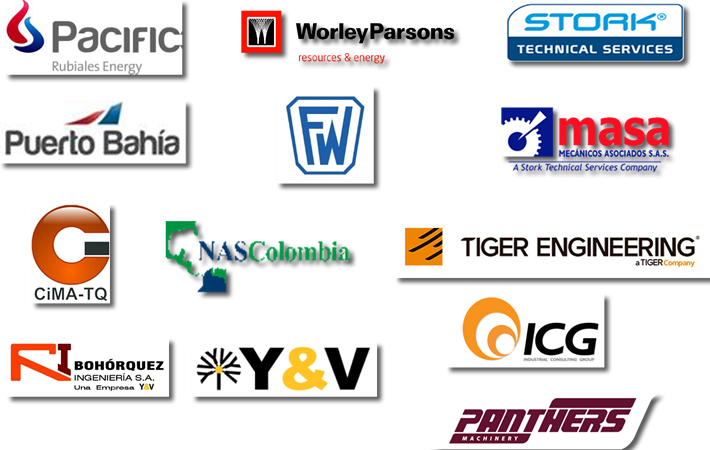 Pacific
Rubiales Energy
WorleyParsons
resources & energy
STORK®
TECHNICAL SERVICES
Puerto Bahía
FW
masa
MECÁNICOS ASOCIADOS S.A.S.
A Stork Technical Services Company
CiMA-TQ
NASColombia
TIGER ENGINEERING®
a TIGER Company
ICG
INDUSTRIAL CONSULTING GROUP
BOHÓRQUEZ
INGENIERÍA S.A.
Una Empresa Y&V
Y&V
PANTHERS
MACHINERY